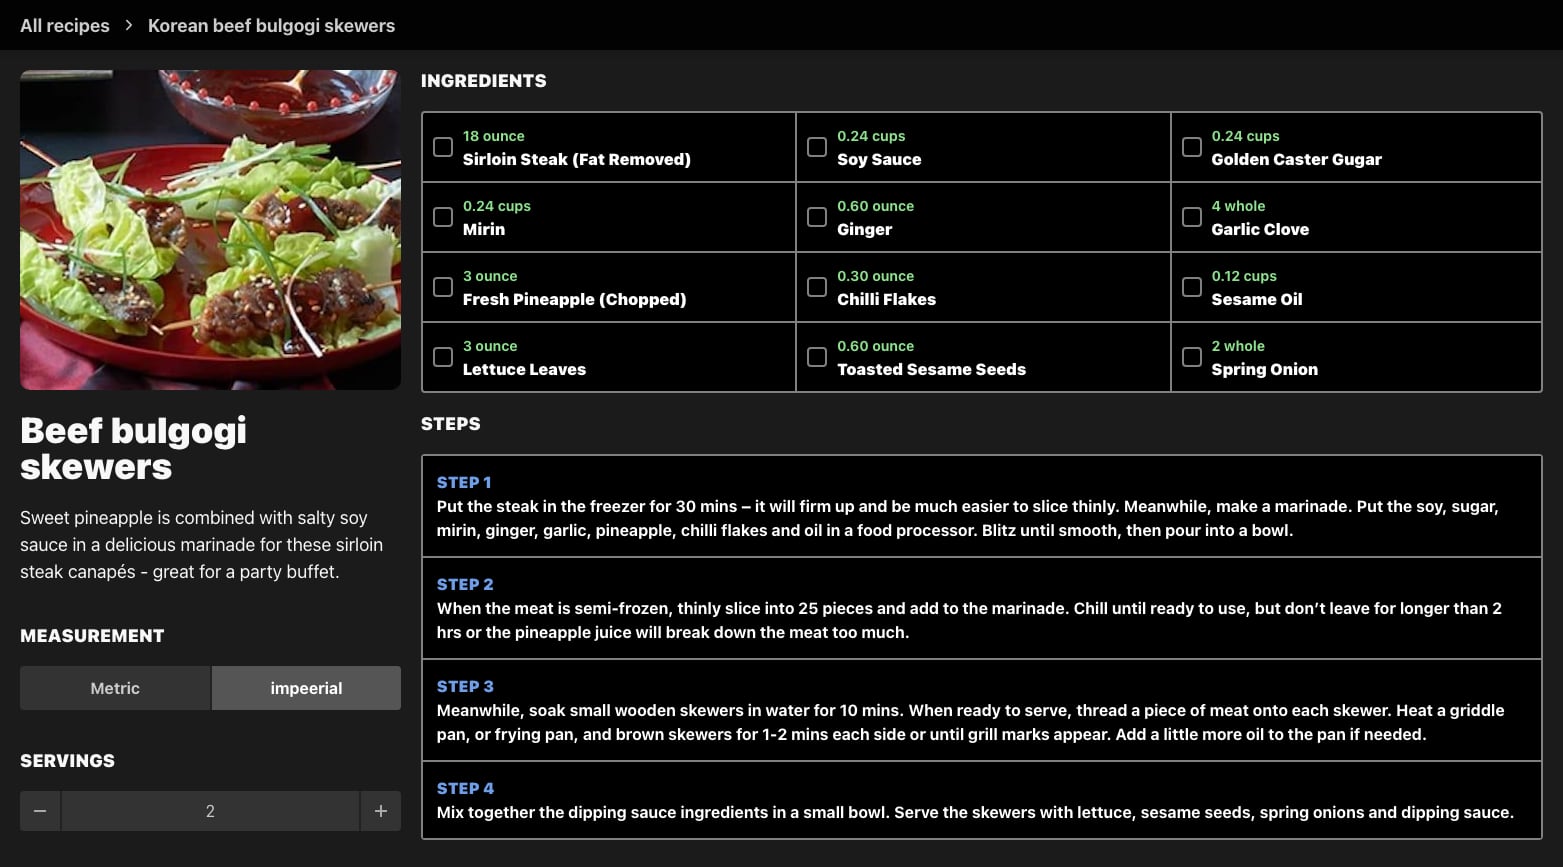 All recipes > Korean beef bulgogi skewers
Beef bulgogi
skewers
Sweet pineapple is combined with salty soy
sauce in a delicious marinade for these sirloin
steak canapés - great for a party buffet.
MEASUREMENT
Metric
impeerial
SERVINGS
− 2 +
INGREDIENTS
18 ounce
Sirloin Steak (Fat Removed)
0.24 cups
Soy Sauce
0.24 cups
Golden Caster Gugar
0.24 cups
Mirin
0.60 ounce
Ginger
4 whole
Garlic Clove
3 ounce
Fresh Pineapple (Chopped)
0.30 ounce
Chilli Flakes
0.12 cups
Sesame Oil
3 ounce
Lettuce Leaves
0.60 ounce
Toasted Sesame Seeds
2 whole
Spring Onion
STEPS
STEP 1
Put the steak in the freezer for 30 mins – it will firm up and be much easier to slice thinly. Meanwhile, make a marinade. Put the soy, sugar,
mirin, ginger, garlic, pineapple, chilli flakes and oil in a food processor. Blitz until smooth, then pour into a bowl.
STEP 2
When the meat is semi-frozen, thinly slice into 25 pieces and add to the marinade. Chill until ready to use, but don’t leave for longer than 2
hrs or the pineapple juice will break down the meat too much.
STEP 3
Meanwhile, soak small wooden skewers in water for 10 mins. When ready to serve, thread a piece of meat onto each skewer. Heat a griddle
pan, or frying pan, and brown skewers for 1-2 mins each side or until grill marks appear. Add a little more oil to the pan if needed.
STEP 4
Mix together the dipping sauce ingredients in a small bowl. Serve the skewers with lettuce, sesame seeds, spring onions and dipping sauce.